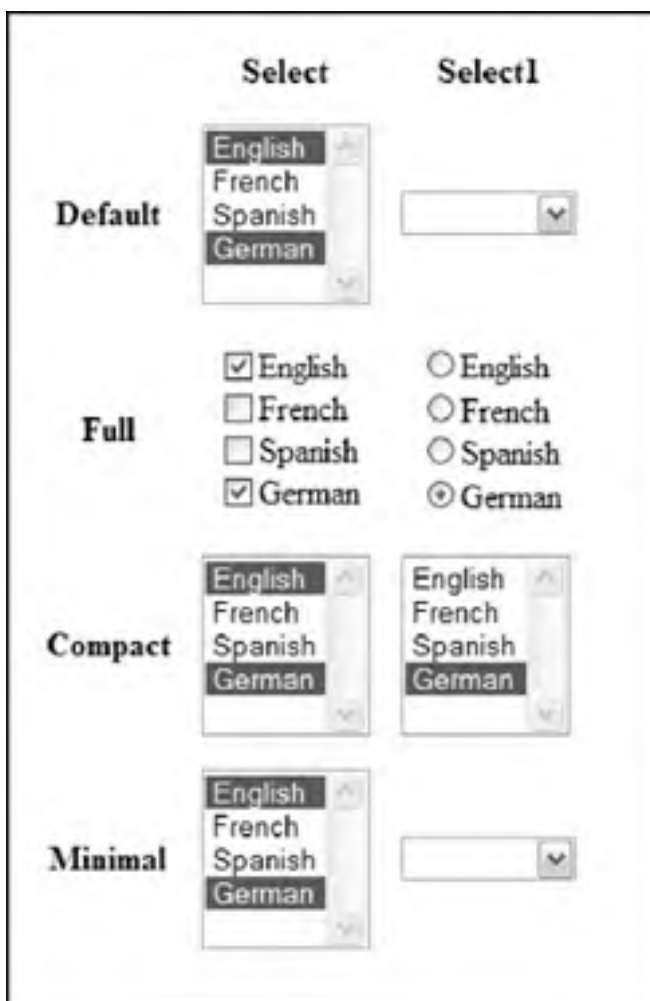 Select Select1
Default
English
French
Spanish
German
Full
English
French
Spanish
German
English
French
Spanish
German
Compact
English
French
Spanish
German
English
French
Spanish
German
Minimal
English
French
Spanish
German